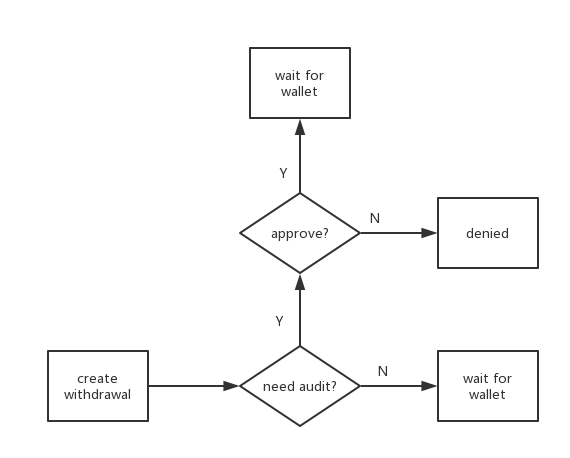 wait for
wallet
Y
approve?
N
denied
Y
create
withdrawal
need audit?
N
wait for
wallet